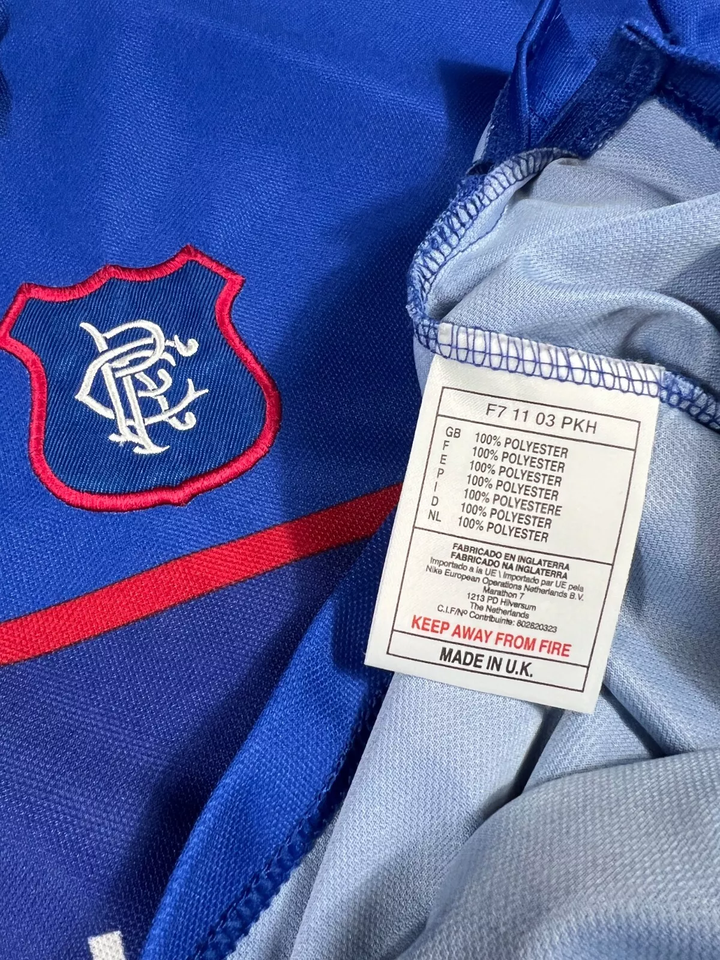 RFC
F7 11 03 PKH
GB 100% POLYESTER
F 100% POLYESTER
E 100% POLYESTER
P 100% POLYESTER
I 100% POLYESTERE
D 100% POLYESTER
NL 100% POLYESTER
FABRICADO EN INGLATERRA
FABRICADO NA INGLATERRA
Importado a la UE \ Importado par UE pela
Nike European Operations Netherlands B.V.
Marathon 7
1213 PD Hilversum
The Netherlands
C.I.F/Nº Contribuinte: 802820323
KEEP AWAY FROM FIRE
MADE IN U.K.